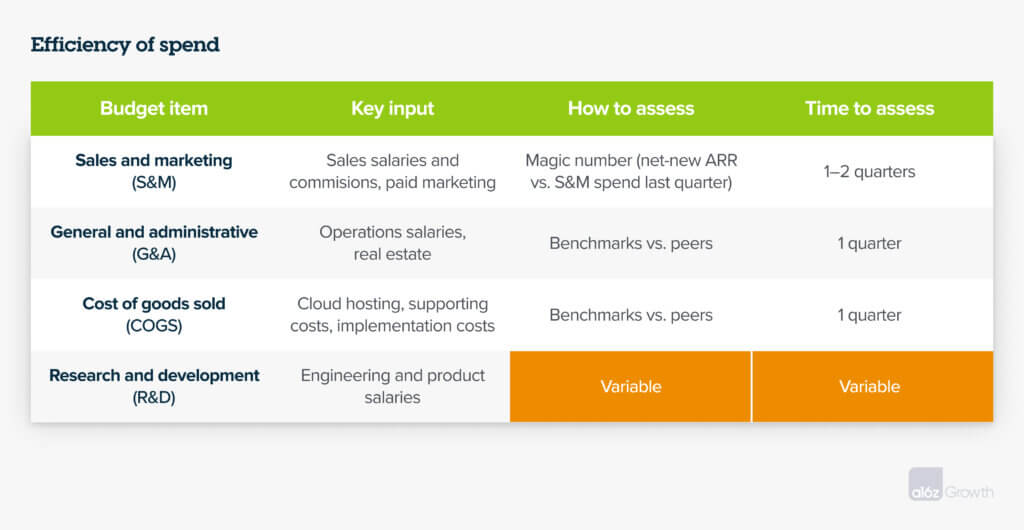 Efficiency of spend
Budget item
Key input
How to assess
Time to assess
Sales and marketing
(S&M)
Sales salaries and
commisions, paid marketing
Magic number (net-new ARR
vs. S&M spend last quarter)
1–2 quarters
General and administrative
(G&A)
Operations salaries,
real estate
Benchmarks vs. peers
1 quarter
Cost of goods sold
(COGS)
Cloud hosting, supporting
costs, implementation costs
Benchmarks vs. peers
1 quarter
Research and development
(R&D)
Engineering and product
salaries
Variable
Variable
a16z Growth